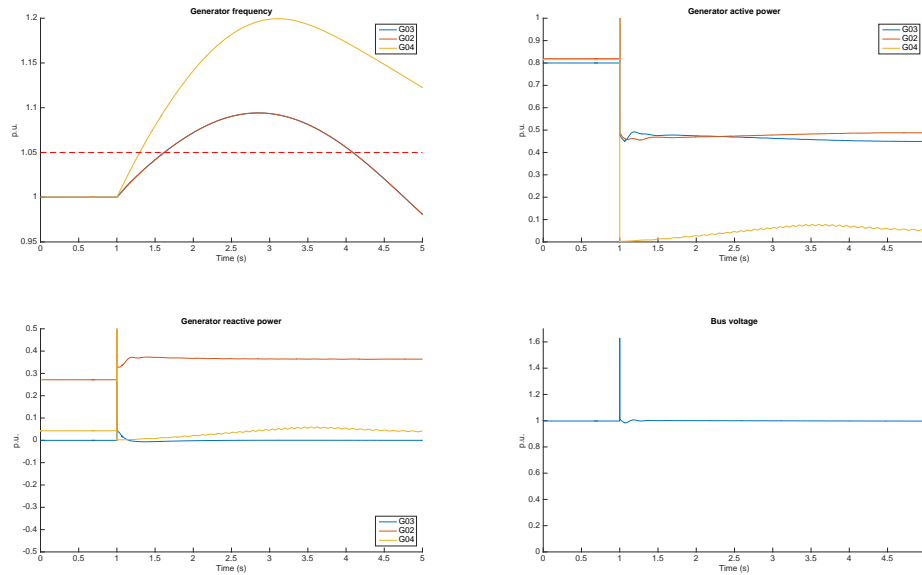 Generator frequency
1.2
1.15
1.1
1.05
1
0.95
p.u.
0 0.5 1 1.5 2 2.5 3 3.5 4 4.5 5
Time (s)
G03
G02
G04
Generator active power
1
0.9
0.8
0.7
0.6
0.5
0.4
0.3
0.2
0.1
0
p.u.
0 0.5 1 1.5 2 2.5 3 3.5 4 4.5
Time (s)
G03
G02
G04
Generator reactive power
0.5
0.4
0.3
0.2
0.1
0
-0.1
-0.2
-0.3
-0.4
-0.5
p.u.
0 0.5 1 1.5 2 2.5 3 3.5 4 4.5 5
Time (s)
G03
G02
G04
Bus voltage
1.6
1.4
1.2
1
0.8
0.6
0.4
0.2
0
p.u.
0 0.5 1 1.5 2 2.5 3 3.5 4 4.5
Time (s)